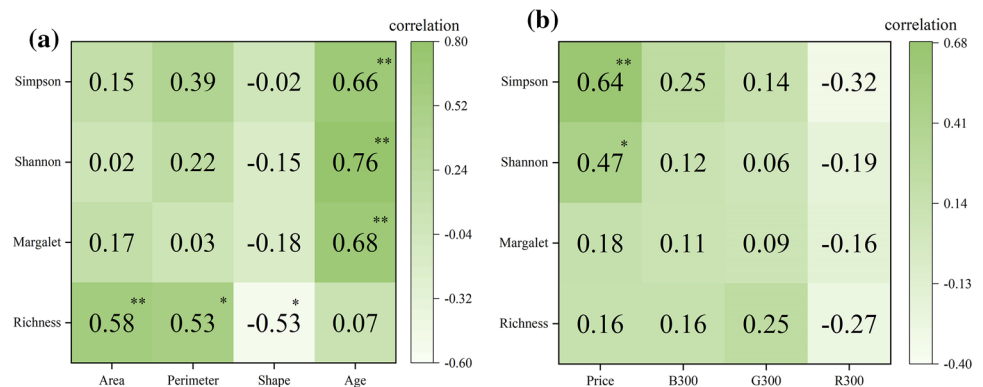 (a)
correlation
Simpson 0.15 0.39 -0.02 0.66**
Shannon 0.02 0.22 -0.15 0.76**
Margalet 0.17 0.03 -0.18 0.68**
Richness 0.58** 0.53* -0.53* 0.07
Area Perimeter Shape Age
0.80
0.52
0.24
-0.04
-0.32
-0.60
(b)
correlation
Simpson 0.64** 0.25 0.14 -0.32
Shannon 0.47* 0.12 0.06 -0.19
Margalet 0.18 0.11 0.09 -0.16
Richness 0.16 0.16 0.25 -0.27
Price B300 G300 R300
0.68
0.41
0.14
-0.13
-0.40